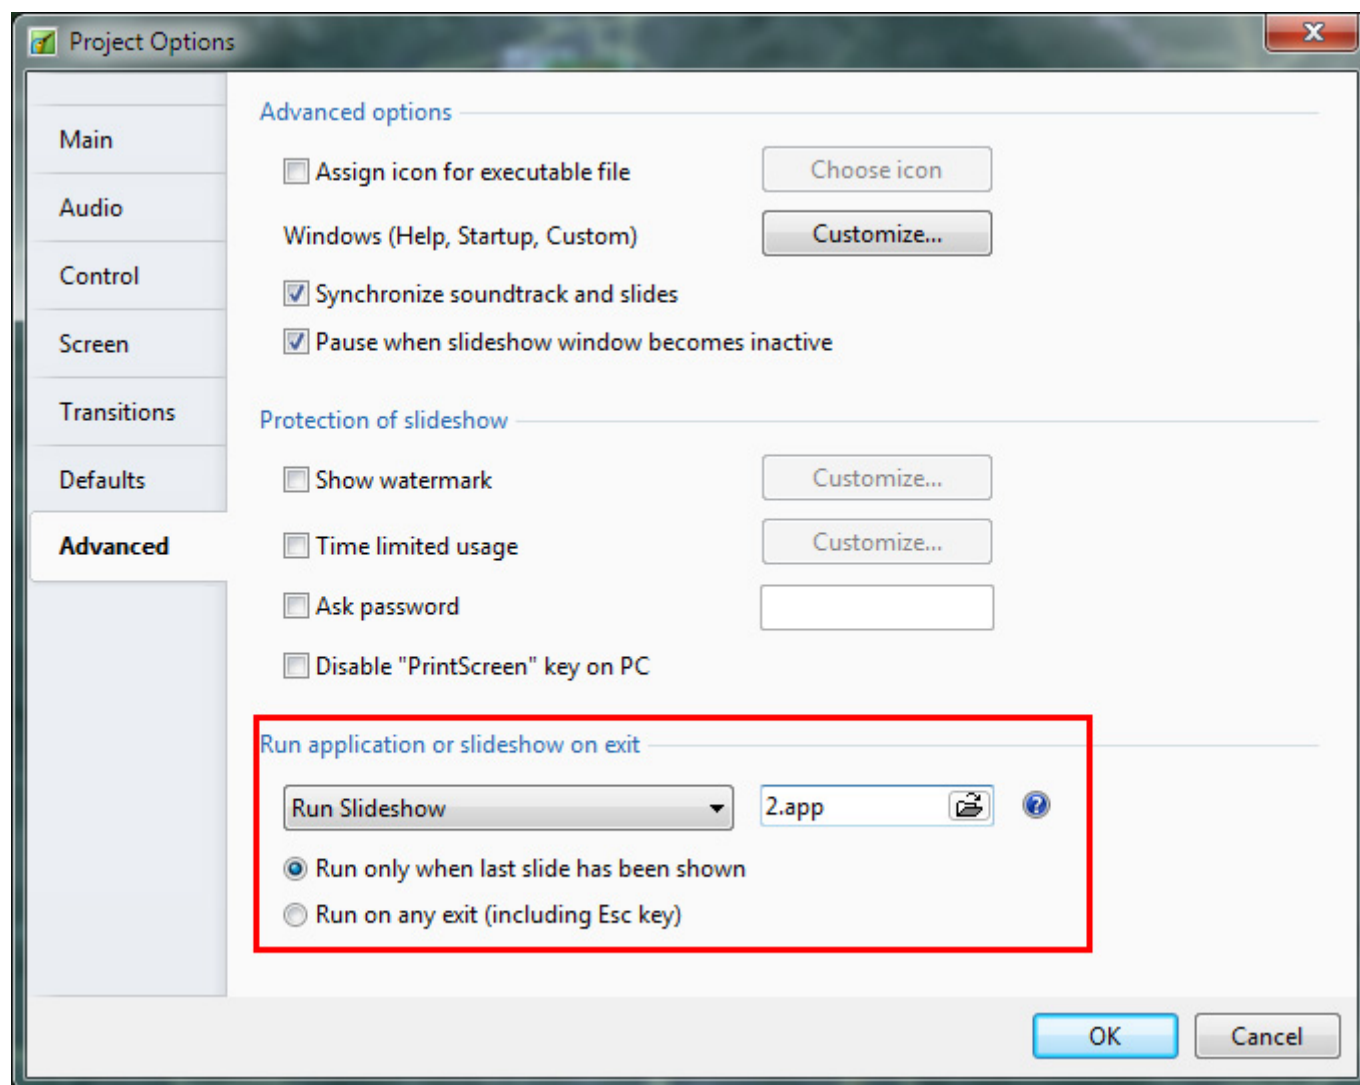 Project Options
Main
Audio
Control
Screen
Transitions
Defaults
Advanced
Advanced options
Assign icon for executable file Choose icon
Windows (Help, Startup, Custom) Customize...
Synchronize soundtrack and slides
Pause when slideshow window becomes inactive
Protection of slideshow
Show watermark Customize...
Time limited usage Customize...
Ask password
Disable "PrintScreen" key on PC
Run application or slideshow on exit
Run Slideshow 2.app ?
Run only when last slide has been shown
Run on any exit (including Esc key)
OK Cancel